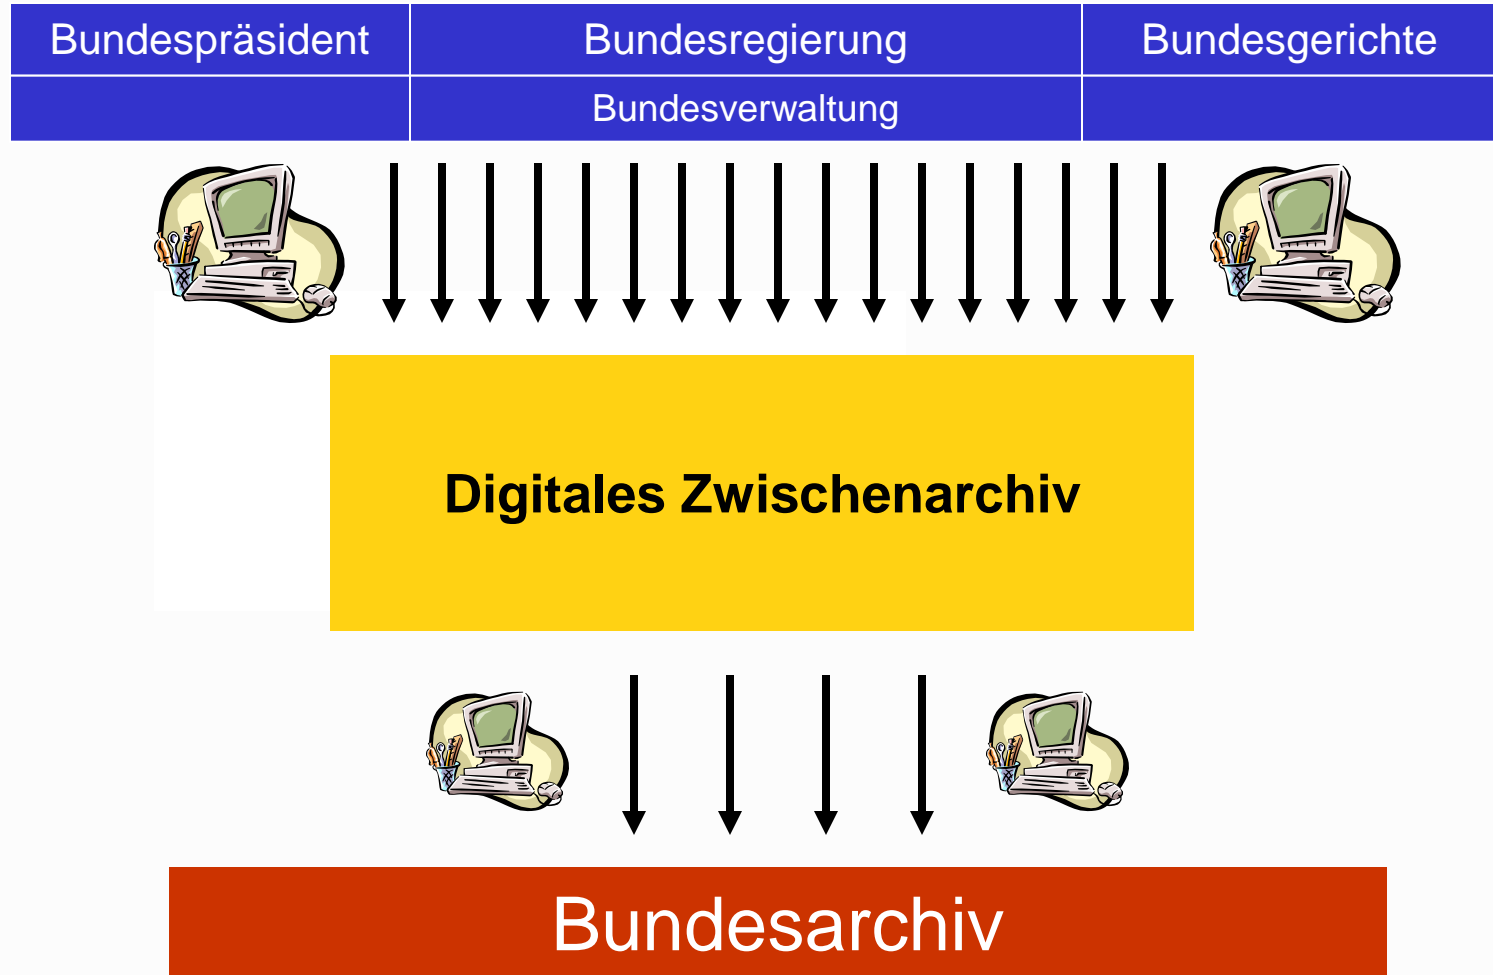 Bundespräsident
Bundesregierung
Bundesgerichte
Bundesverwaltung
Digitales Zwischenarchiv
Bundesarchiv